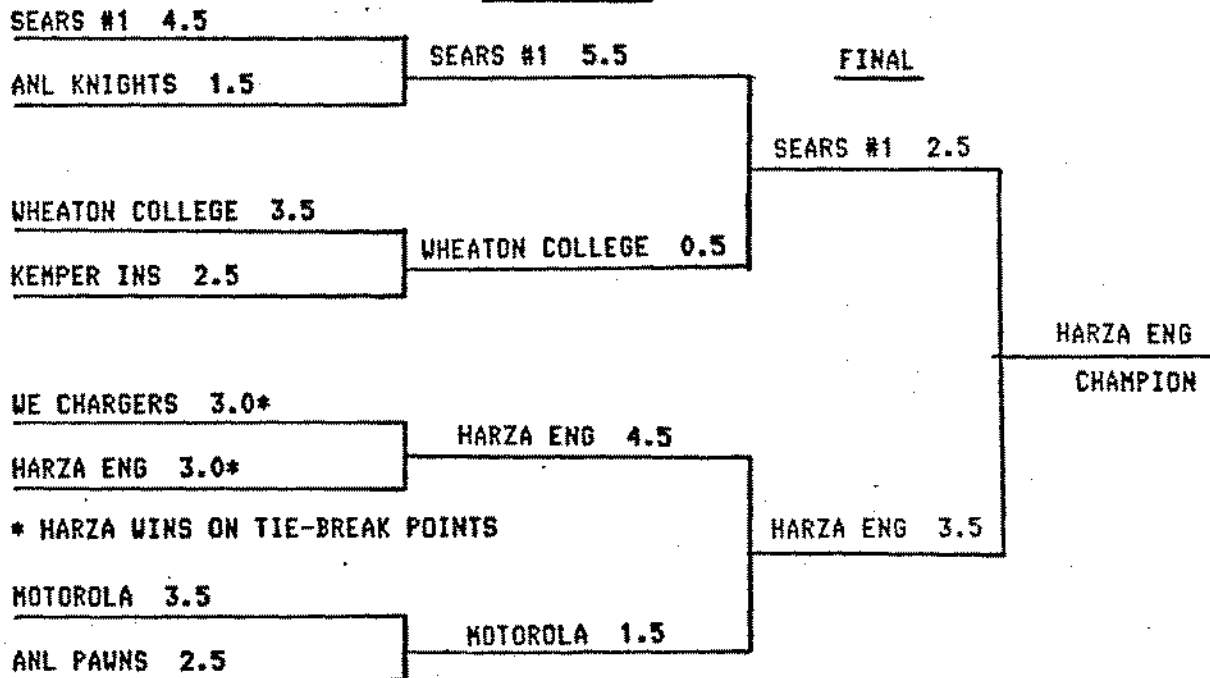 SEARS #1 4.5
ANL KNIGHTS 1.5
WHEATON COLLEGE 3.5
KEMPER INS 2.5
WE CHARGERS 3.0*
HARZA ENG 3.0*
* HARZA WINS ON TIE-BREAK POINTS
MOTOROLA 3.5
ANL PAWNS 2.5
SEARS #1 5.5
WHEATON COLLEGE 0.5
HARZA ENG 4.5
MOTOROLA 1.5
FINAL
SEARS #1 2.5
HARZA ENG 3.5
HARZA ENG
CHAMPION